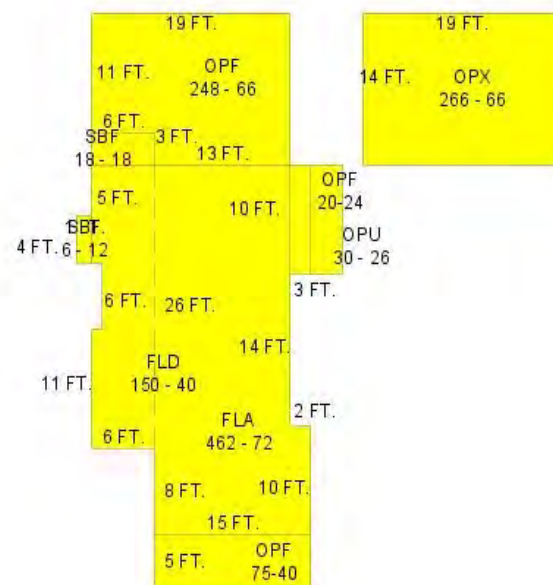 19 FT.
19 FT.
11 FT.
OPF
248 - 66
14 FT.
OPX
266 - 66
6 FT.
SBF
18 - 18
3 FT.
13 FT.
5 FT.
10 FT.
OPF
20-24
SBF
6 - 12
4 FT.
OPU
30 - 26
6 FT.
26 FT.
3 FT.
14 FT.
11 FT.
FLD
150 - 40
2 FT.
FLA
462 - 72
6 FT.
8 FT.
10 FT.
15 FT.
5 FT.
OPF
75-40